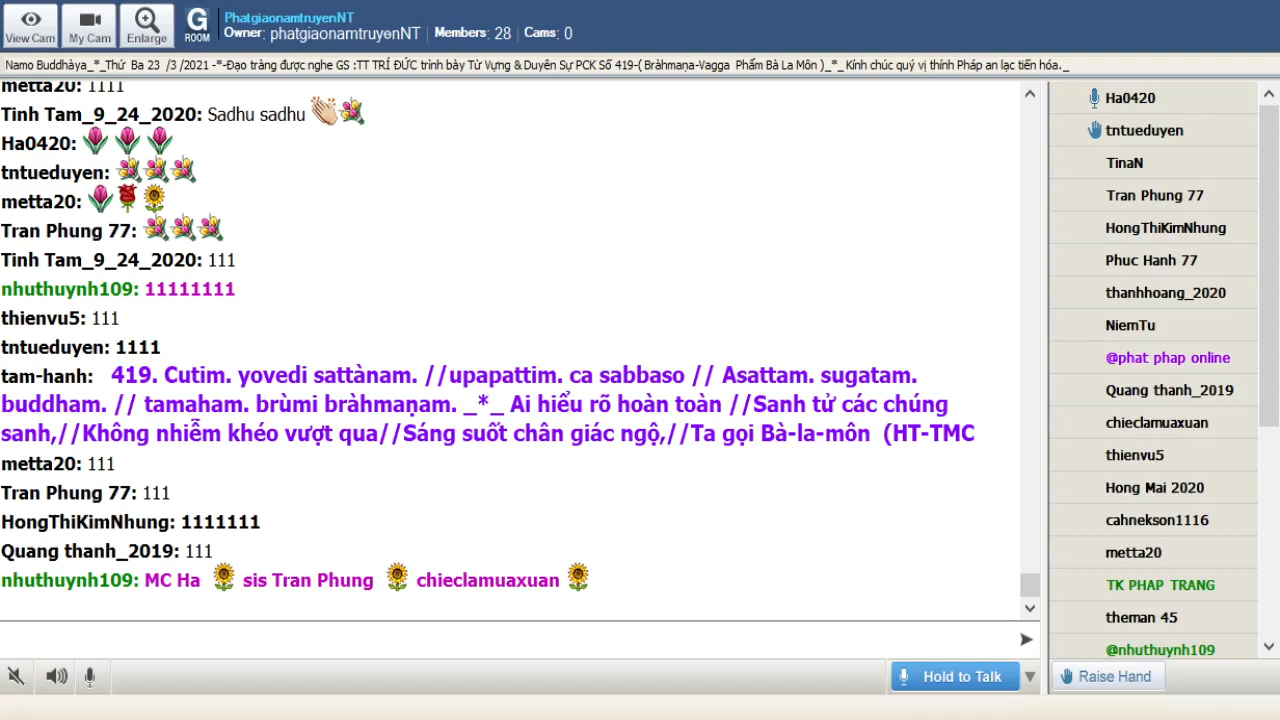 View Cam
My Cam
Enlarge
G
ROOM
PhatgiaonamtruyenNT
Owner: phatgiaonamtruyenNT | Members: 28 | Cams: 0
Namo Buddhàya_*_Thứ Ba 23 /3 /2021 -*-Đạo tràng được nghe GS :TT TRÍ ĐỨC trình bày Từ Vựng & Duyên Sự PCK Số 419-( Bràhmaṇa-Vagga Phẩm Bà La Môn )_*_ Kính chúc quý vị thính Pháp an lạc tiến hóa._
metta20: 1111
Tinh Tam_9_24_2020: Sadhu sadhu
Ha0420:
tntueduyen:
metta20:
Tran Phung 77:
Tinh Tam_9_24_2020: 111
nhuthuynh109: 11111111
thienvu5: 111
tntueduyen: 1111
tam-hanh: 419. Cutim. yovedi sattànam. //upapattim. ca sabbaso // Asattam. sugatam.
buddham. // tamaham. brùmi bràhmaṇam. _*_ Ai hiểu rõ hoàn toàn //Sanh tử các chúng
sanh,//Không nhiễm khéo vượt qua//Sáng suốt chân giác ngộ,//Ta gọi Bà-la-môn (HT-TMC
metta20: 111
Tran Phung 77: 111
HongThiKimNhung: 1111111
Quang thanh_2019: 111
nhuthuynh109: MC Ha sis Tran Phung chieclamuaxuan
Hold to Talk
Ha0420
tntueduyen
TinaN
Tran Phung 77
HongThiKimNhung
Phuc Hanh 77
thanhhoang_2020
NiemTu
@phat phap online
Quang thanh_2019
chieclamuaxuan
thienvu5
Hong Mai 2020
cahnekson1116
metta20
TK PHAP TRANG
theman 45
@nhuthuynh109
Raise Hand